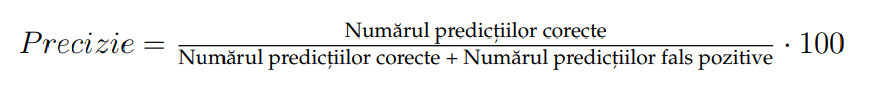 Precizie = Numărul predicțiilor corecte / Numărul predicțiilor corecte + Numărul predicțiilor fals pozitive · 100